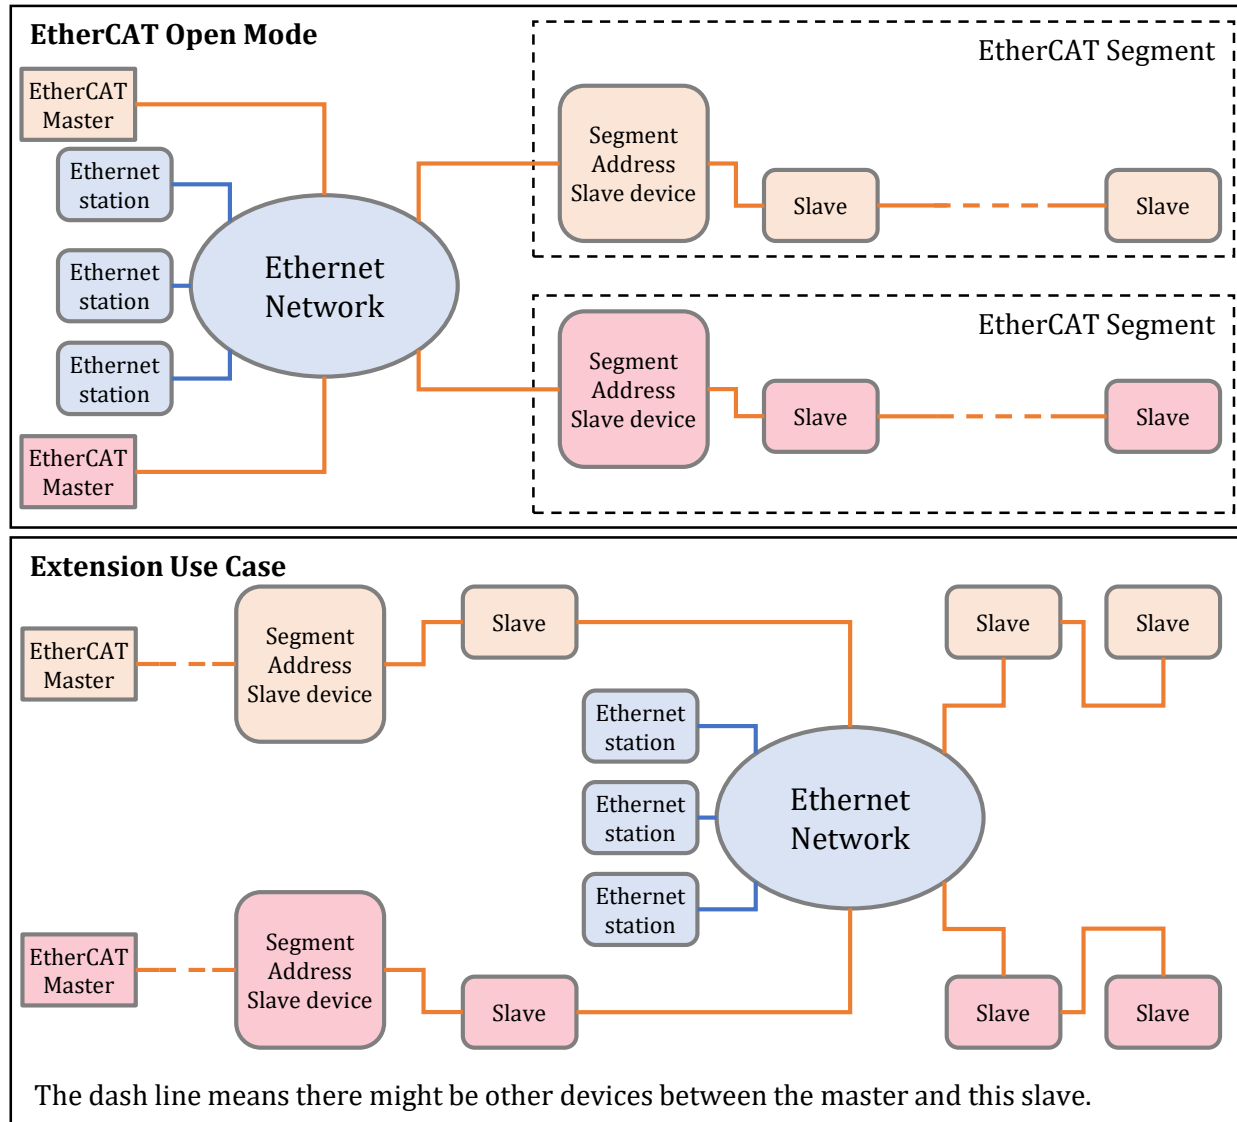 EtherCAT Open Mode
EtherCAT Segment
EtherCAT
Master
Segment
Address
Slave device
Slave
Slave
Ethernet
station
Ethernet
station
Ethernet
station
Ethernet
Network
EtherCAT Segment
Segment
Address
Slave device
Slave
Slave
EtherCAT
Master
Extension Use Case
EtherCAT
Master
Segment
Address
Slave device
Slave
Slave
Slave
Ethernet
station
Ethernet
station
Ethernet
station
Ethernet
Network
EtherCAT
Master
Segment
Address
Slave device
Slave
Slave
Slave
The dash line means there might be other devices between the master and this slave.